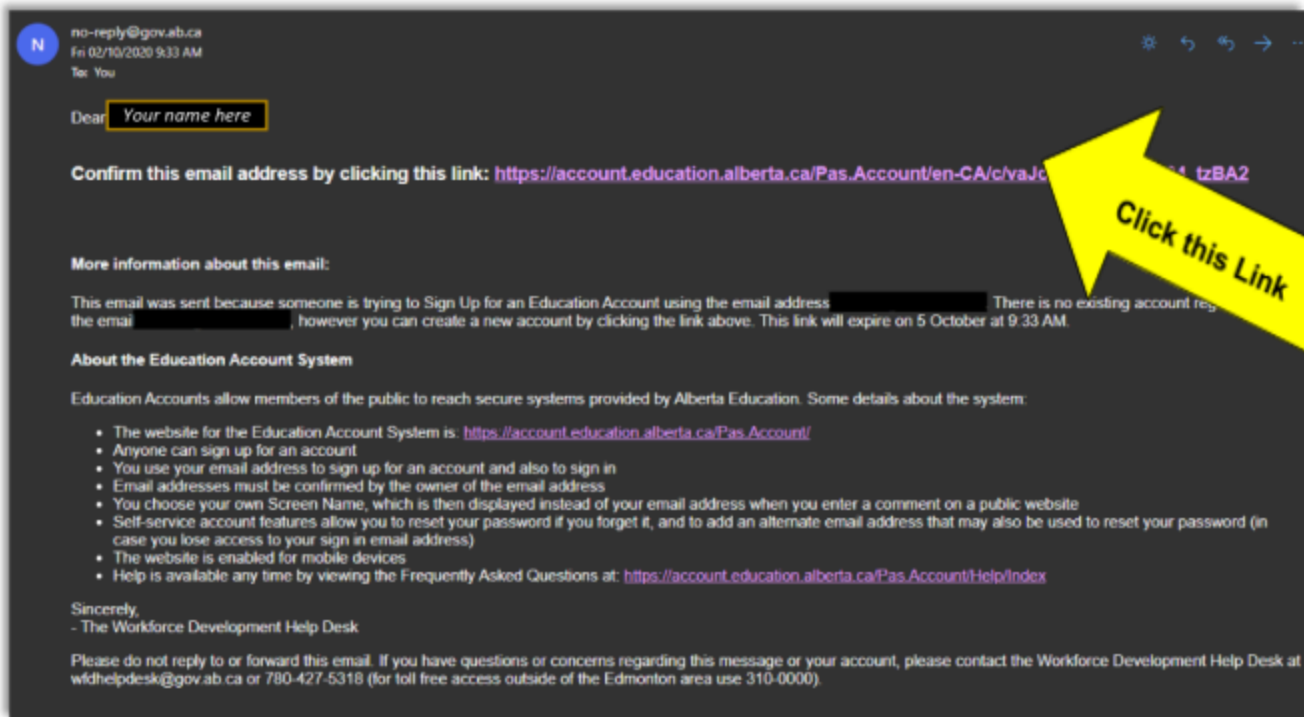 N
no-reply@gov.ab.ca
Fri 02/10/2020 9:33 AM
To: You
Dear Your name here
Confirm this email address by clicking this link: https://account.education.alberta.ca/Pas.Account/en-CA/c/vaJ tzBA2
Click this Link
More information about this email:
This email was sent because someone is trying to Sign Up for an Education Account using the email address There is no existing account
the emai , however you can create a new account by clicking the link above. This link will expire on 5 October at 9:33 AM.
About the Education Account System
Education Accounts allow members of the public to reach secure systems provided by Alberta Education. Some details about the system:
• The website for the Education Account System is: https://account.education.alberta.ca/Pas.Account/
• Anyone can sign up for an account
• You use your email address to sign up for an account and also to sign in
• Email addresses must be confirmed by the owner of the email address
• You choose your own Screen Name, which is then displayed instead of your email address when you enter a comment on a public website
• Self-service account features allow you to reset your password if you forget it, and to add an alternate email address that may also be used to reset your password (in
case you lose access to your sign in email address)
• The website is enabled for mobile devices
• Help is available any time by viewing the Frequently Asked Questions at: https://account.education.alberta.ca/Pas.Account/Help/Index
Sincerely,
- The Workforce Development Help Desk
Please do not reply to or forward this email. If you have questions or concerns regarding this message or your account, please contact the Workforce Development Help Desk at
wfdhelpdesk@gov.ab.ca or 780-427-5318 (for toll free access outside of the Edmonton area use 310-0000).